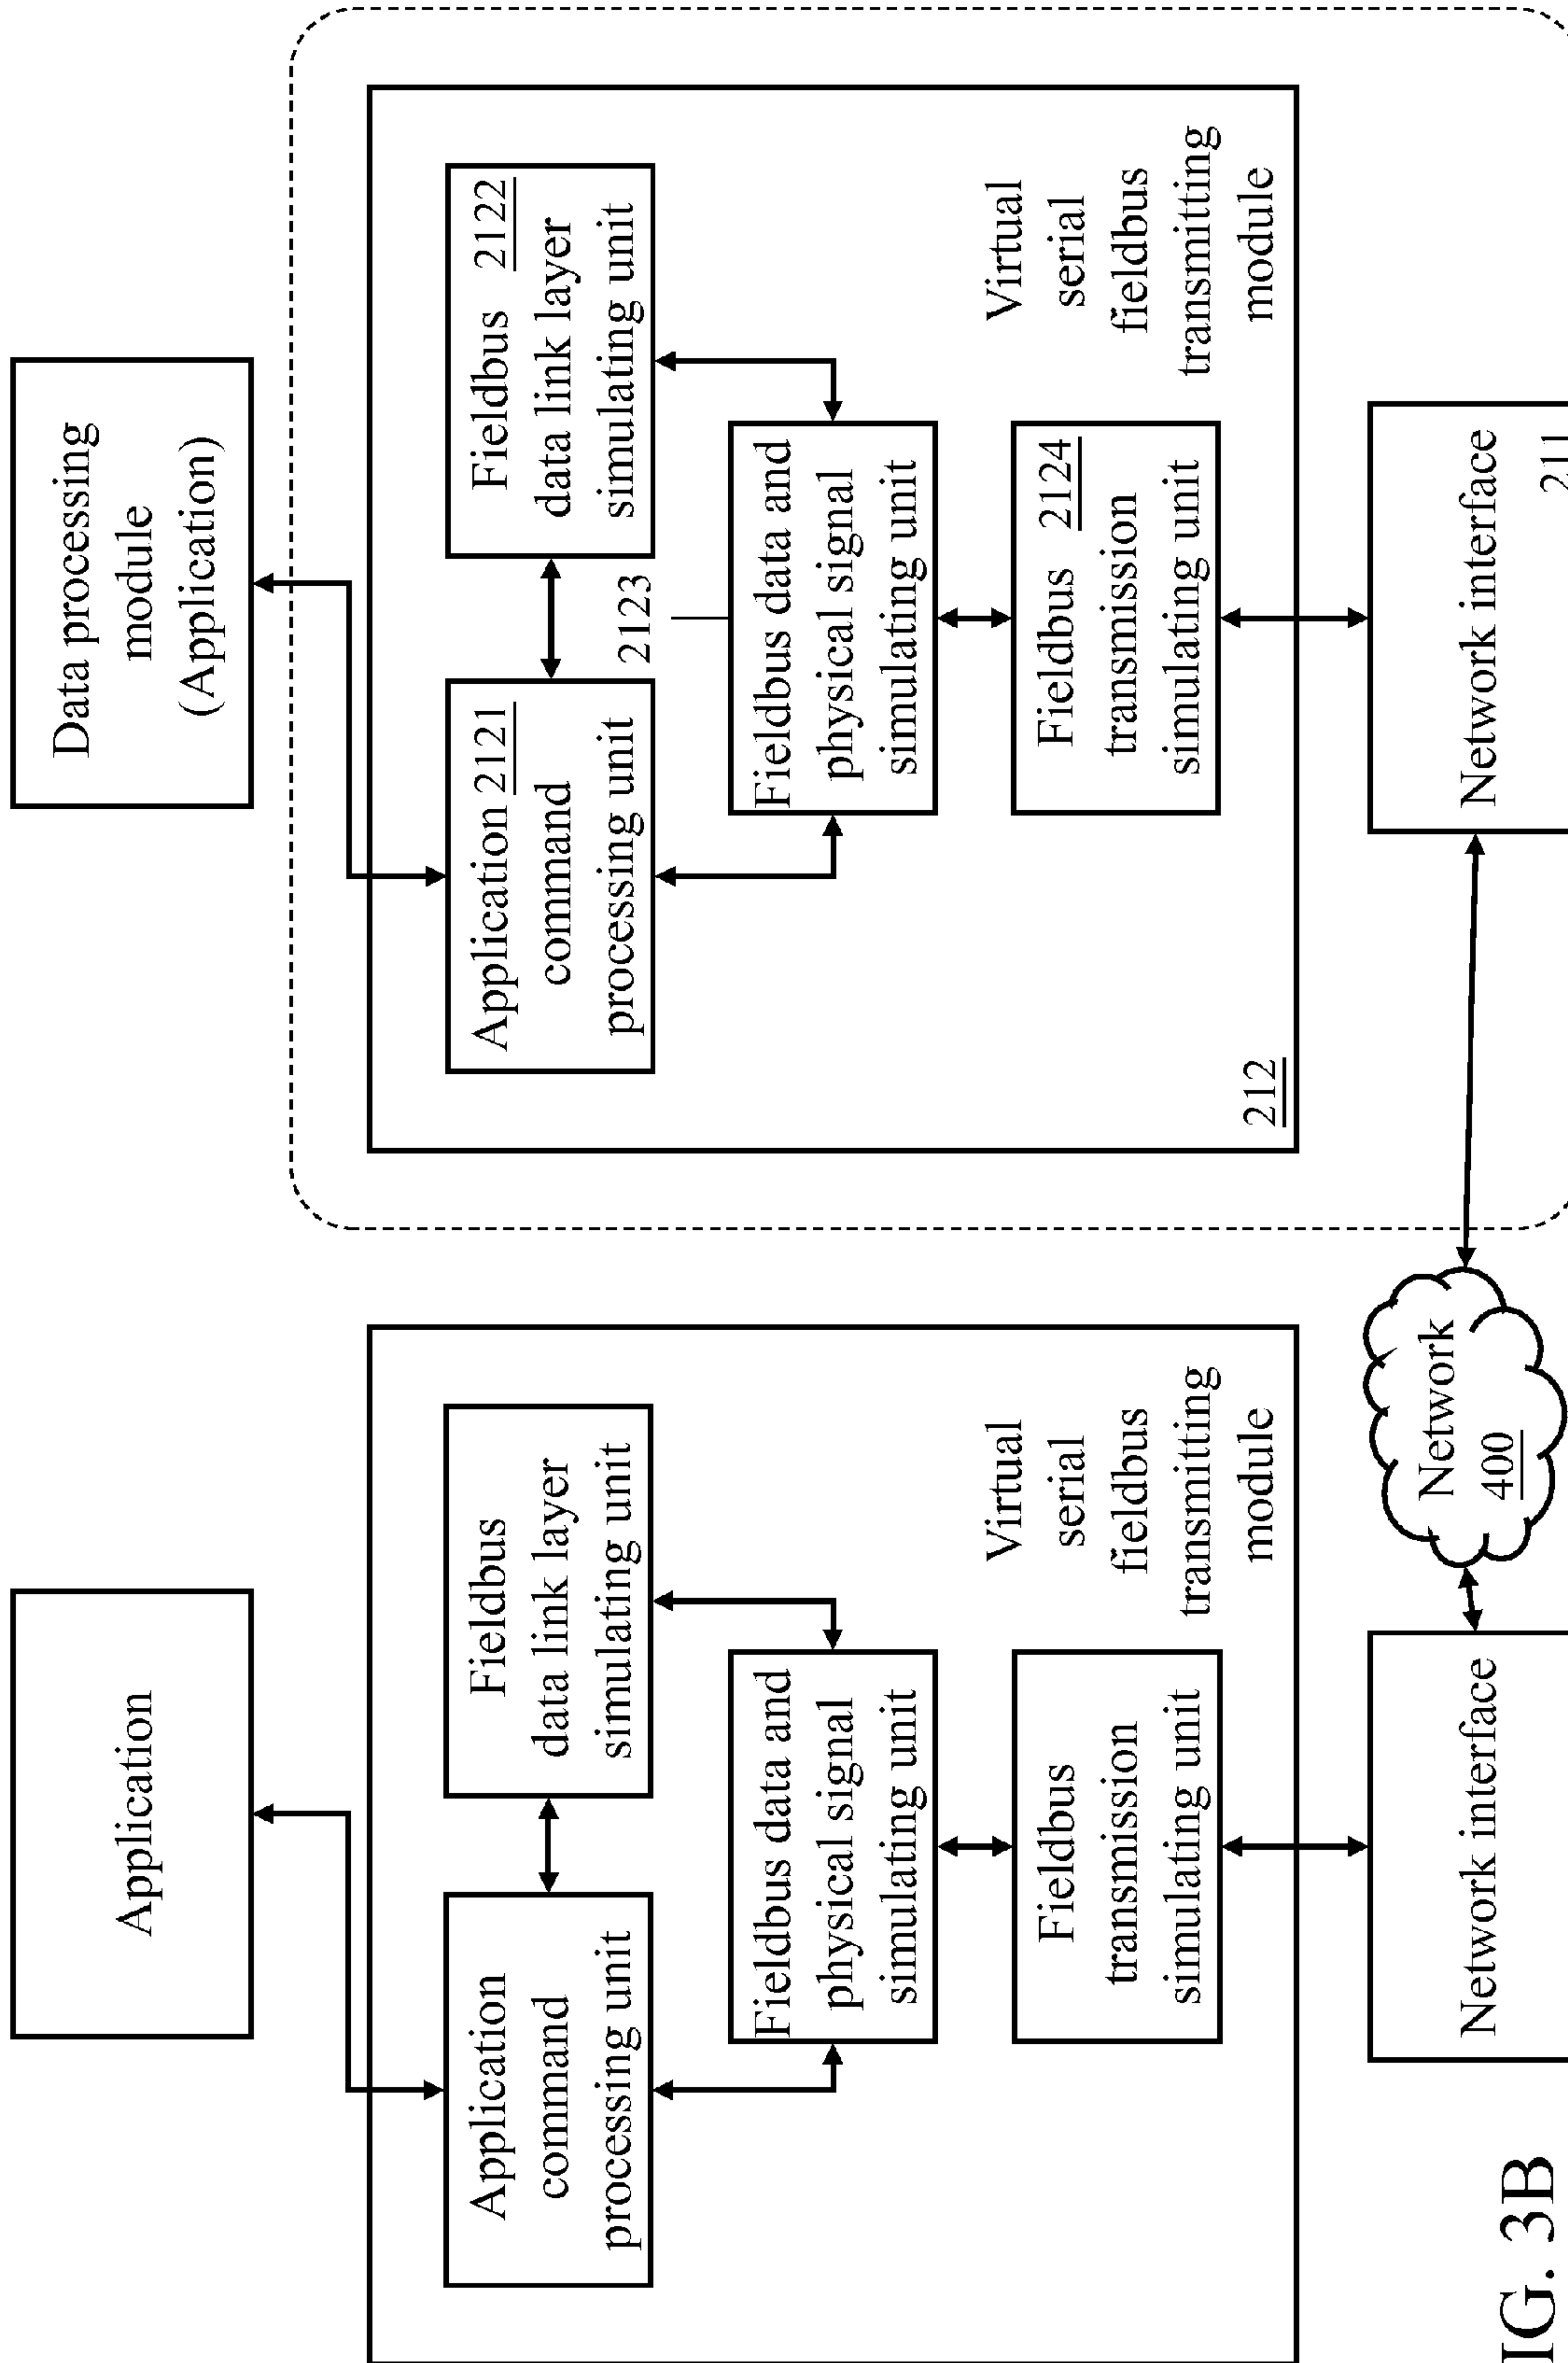 Application
Application
command
processing unit
Fieldbus
data link layer
simulating unit
Fieldbus data and
physical signal
simulating unit
Fieldbus
transmission
simulating unit
Virtual
serial
fieldbus
transmitting
module
Network interface
Network
400
Data processing
module
(Application)
Application 2121
command
processing unit
Fieldbus 2122
data link layer
simulating unit
2123
Fieldbus data and
physical signal
simulating unit
Fieldbus 2124
transmission
simulating unit
Virtual
serial
fieldbus
transmitting
module
212
Network interface
211
IG. 3B